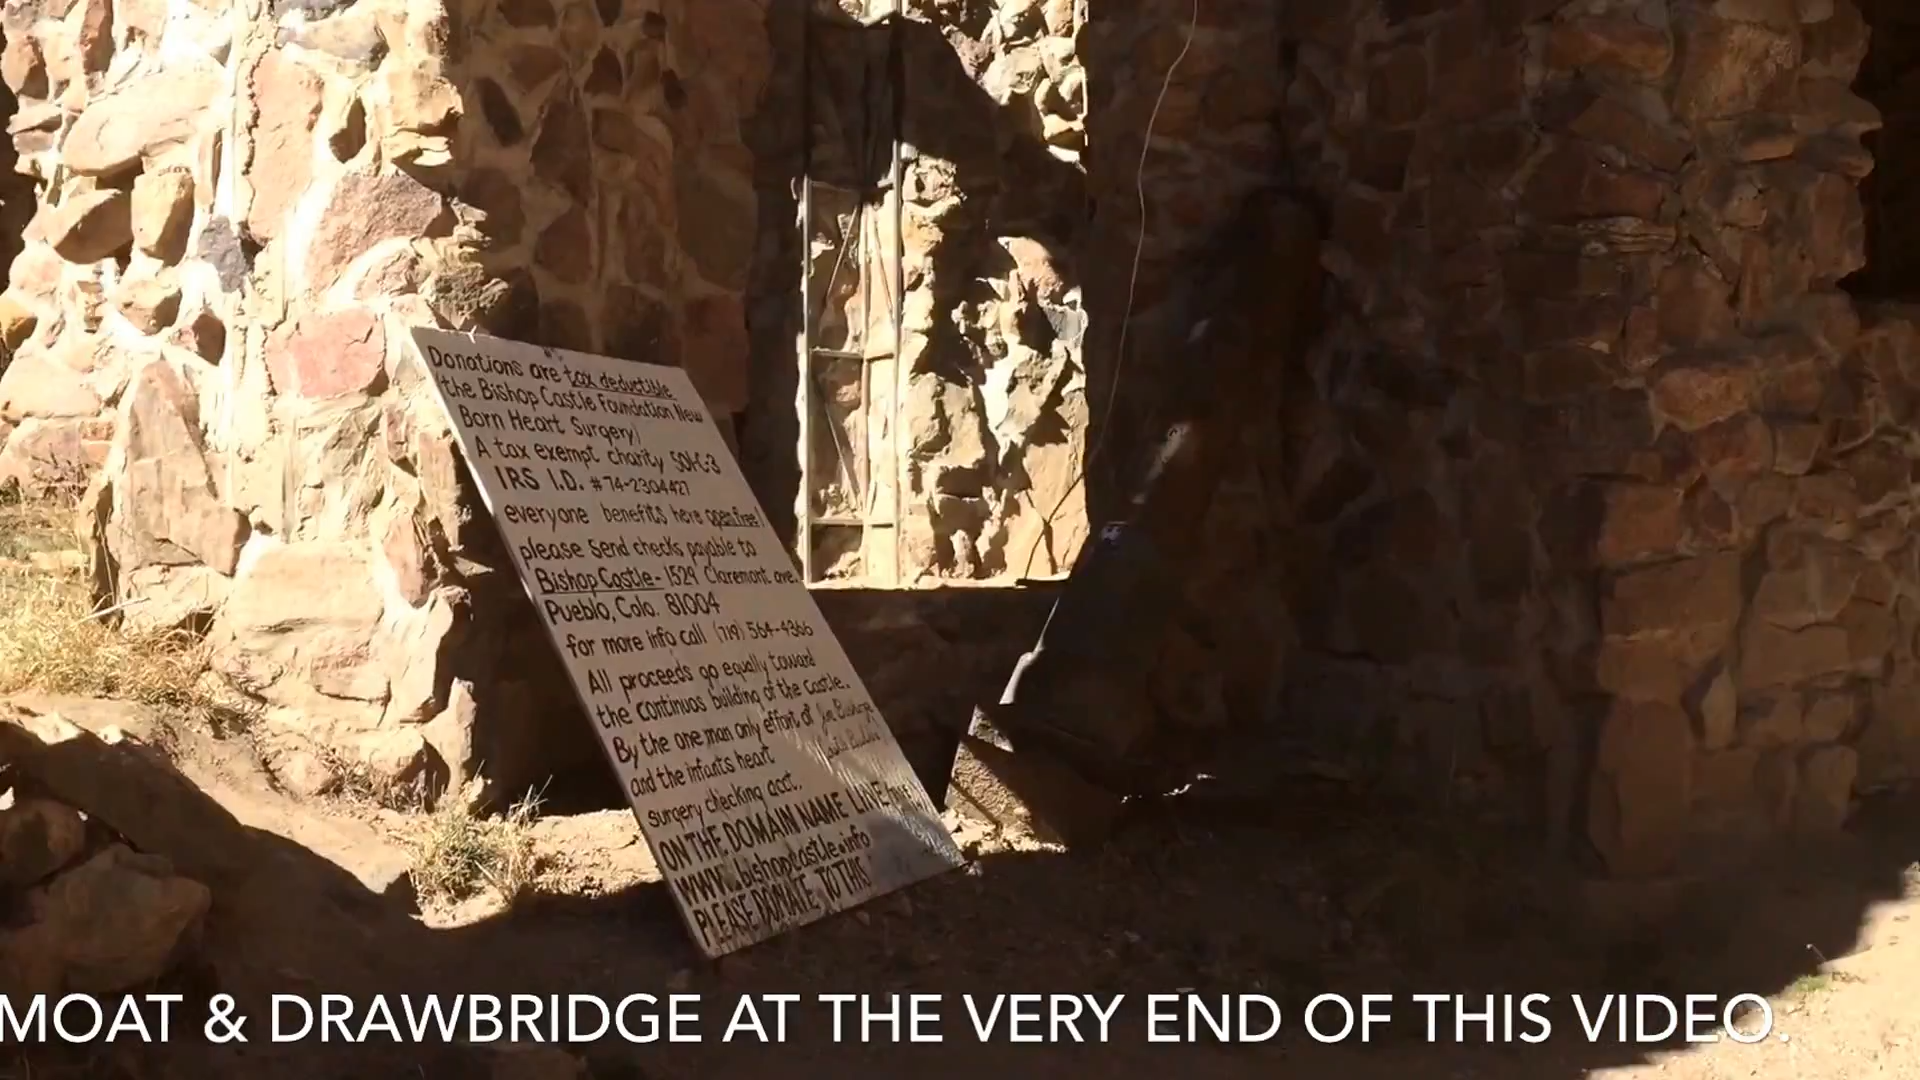 Donations are tax deductible
(the Bishop Castle Foundation New
Born Heart Surgery)
A tax exempt charity 501-C-3
IRS I.D. #74-2304427
everyone benefits here open free!
please send checks payable to
Bishop Castle - 1529 Claremont ave.
Pueblo, Colo. 81004
for more info call (719) 564-4366
All proceeds go equally toward
the continuos building of the castle.
By the one man only effort of
and the infants heart
surgery checking acct.
ON THE DOMAIN NAME LINE
WWW.bishopcastle.info
PLEASE DONATE TO THIS
MOAT & DRAWBRIDGE AT THE VERY END OF THIS VIDEO.